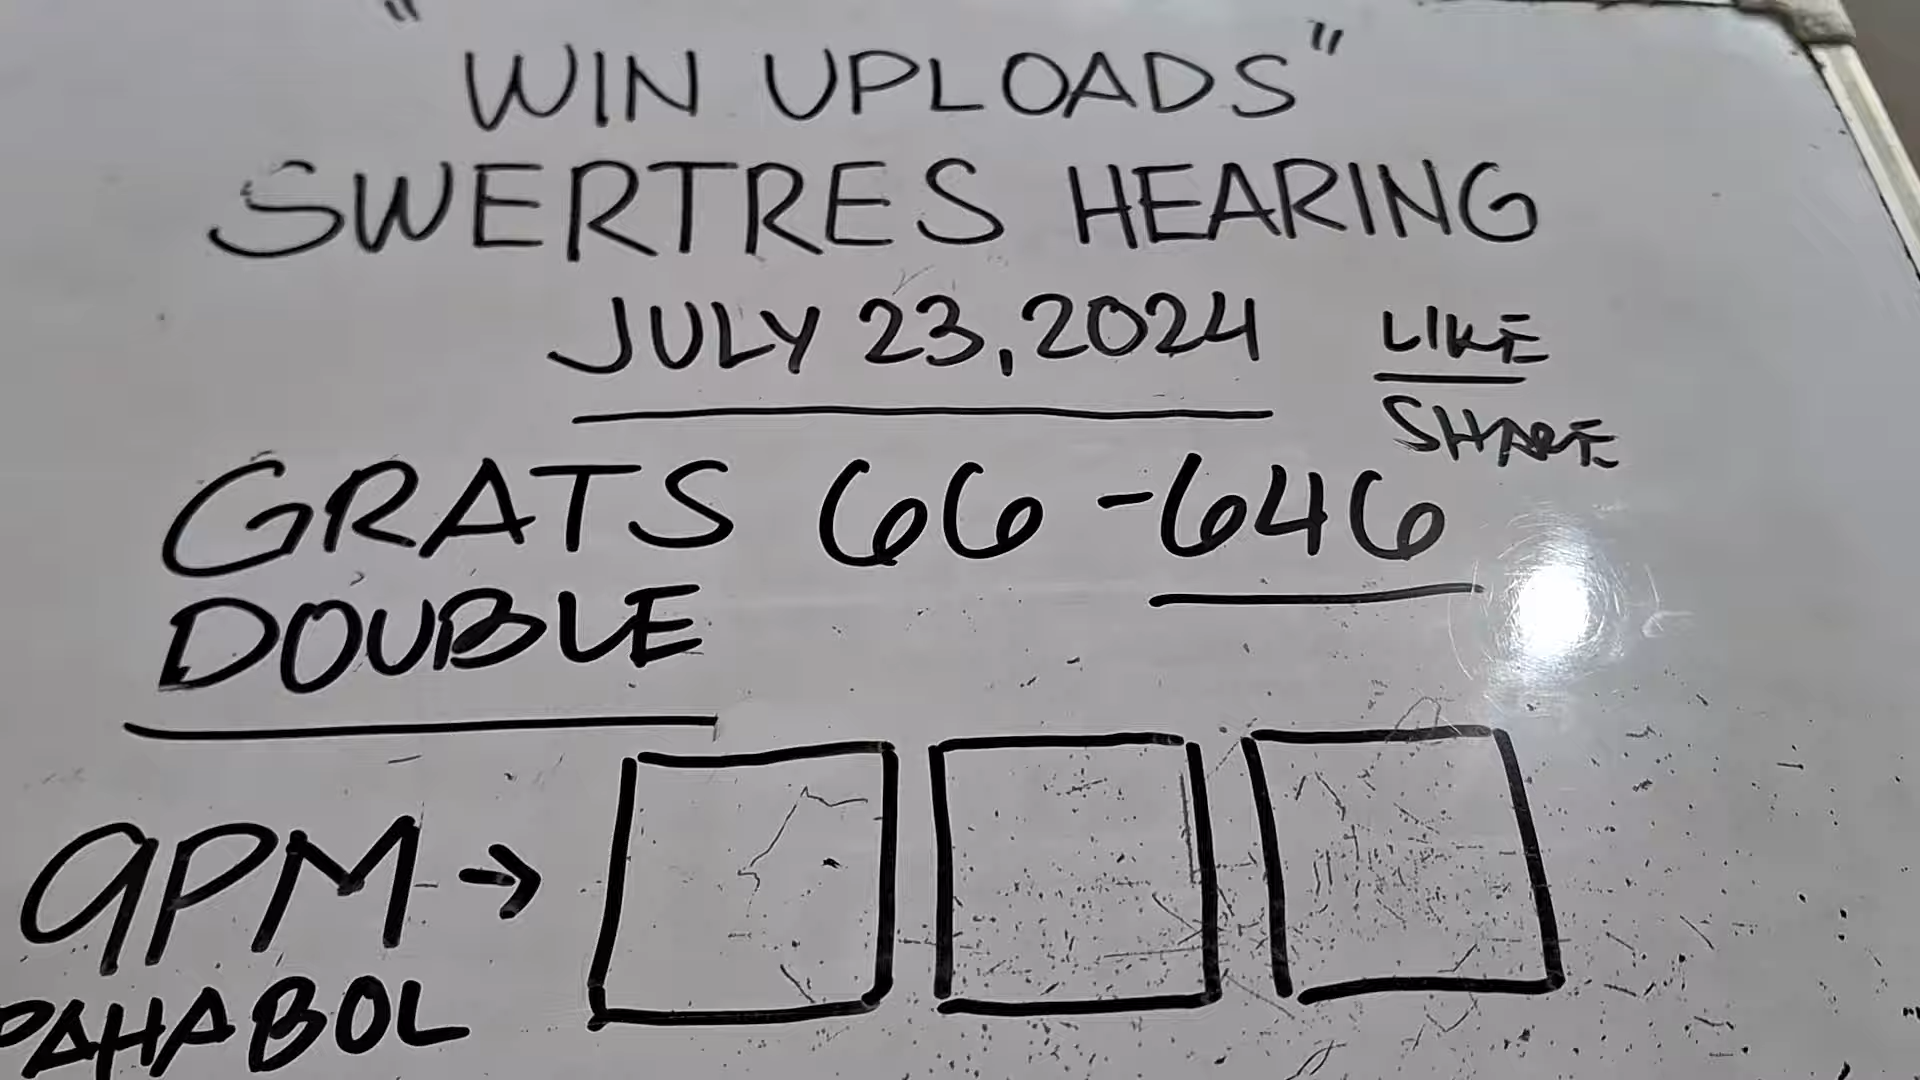 "WIN UPLOADS"
SWERTRES HEARING
JULY 23, 2024
LIKE
SHARE
GRATS 66-646
DOUBLE
9PM →
PAHABOL